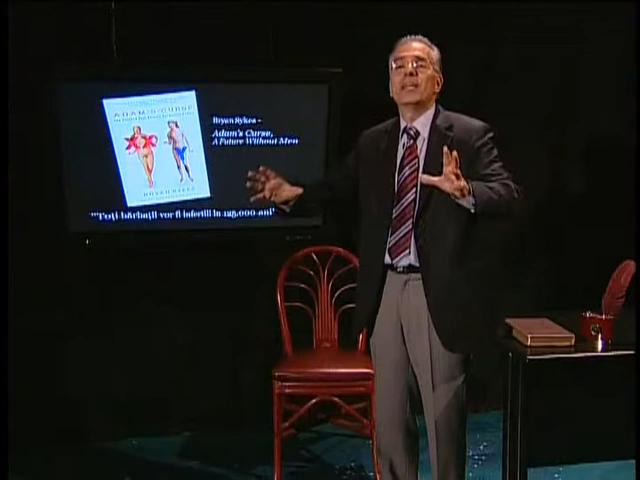 ADAM'S CURSE
BRYAN SYKES
Bryan Sykes -
Adam's Curse,
A Future Without Men
"Toți bărbații vor fi infertili în 125.000 ani"